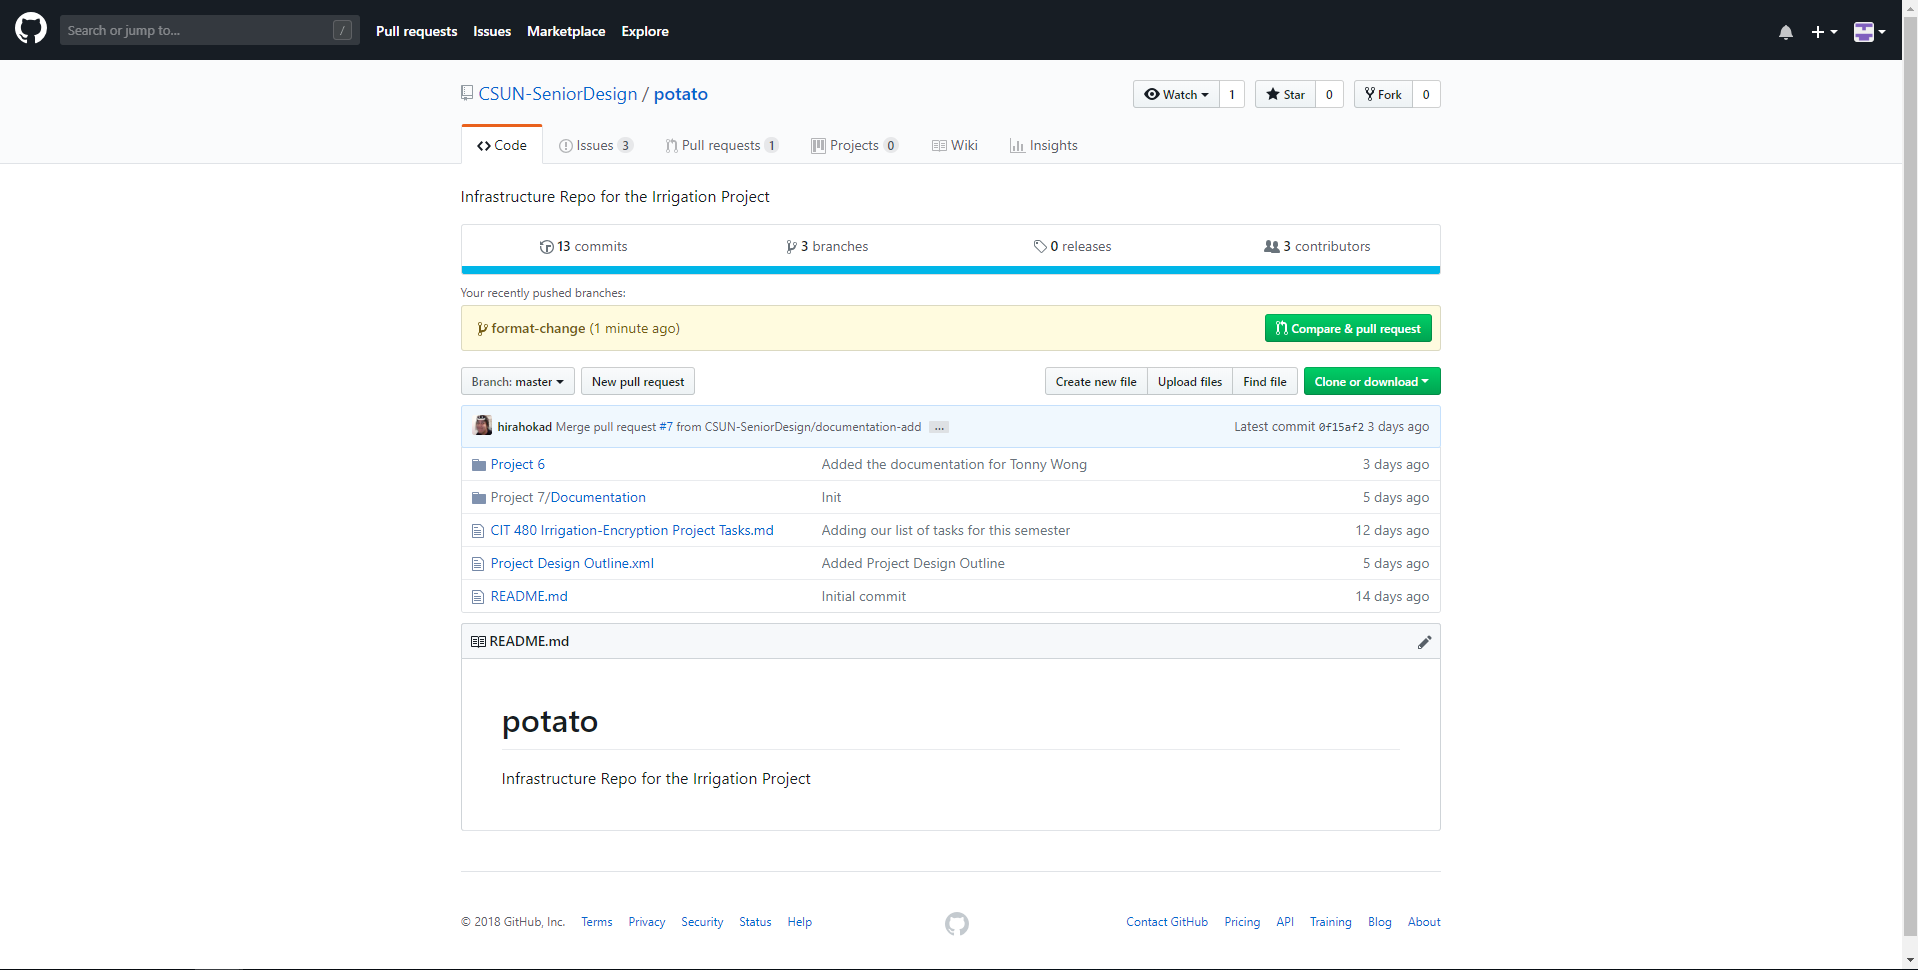 Search or jump to... /
Pull requests Issues Marketplace Explore
CSUN-SeniorDesign / potato
Watch 1 Star 0 Fork 0
Code Issues 3 Pull requests 1 Projects 0 Wiki Insights
Infrastructure Repo for the Irrigation Project
13 commits 3 branches 0 releases 3 contributors
Your recently pushed branches:
format-change (1 minute ago) Compare & pull request
Branch: master New pull request Create new file Upload files Find file Clone or download
hirahokad Merge pull request #7 from CSUN-SeniorDesign/documentation-add ... Latest commit 0f15af2 3 days ago
Project 6 Added the documentation for Tonny Wong 3 days ago
Project 7/Documentation Init 5 days ago
CIT 480 Irrigation-Encryption Project Tasks.md Adding our list of tasks for this semester 12 days ago
Project Design Outline.xml Added Project Design Outline 5 days ago
README.md Initial commit 14 days ago
README.md
potato
Infrastructure Repo for the Irrigation Project
© 2018 GitHub, Inc. Terms Privacy Security Status Help Contact GitHub Pricing API Training Blog About